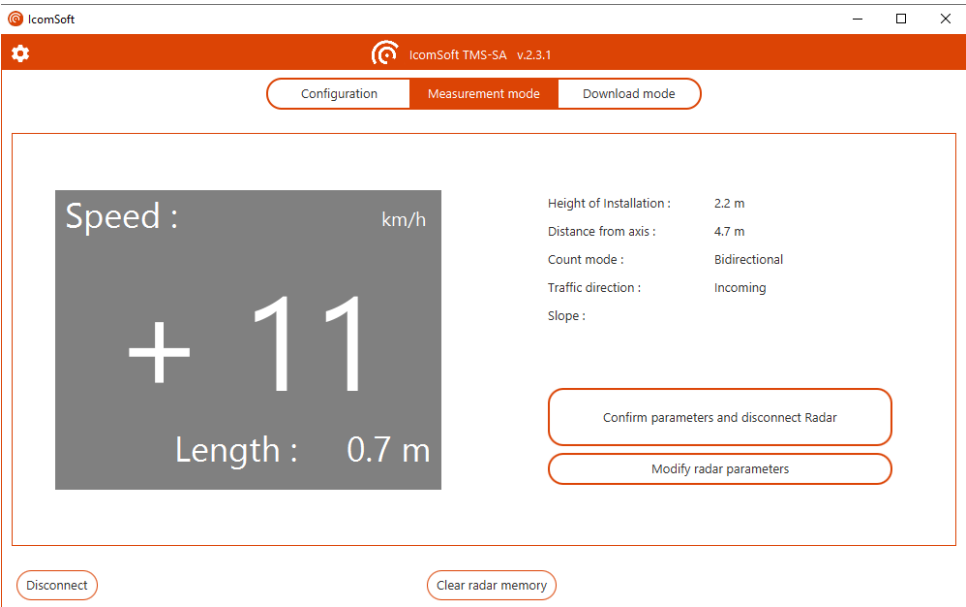 IcomSoft
IcomSoft TMS-SA v.2.3.1
Configuration Measurement mode Download mode
Speed : km/h
+ 11
Length : 0.7 m
Height of Installation : 2.2 m
Distance from axis : 4.7 m
Count mode : Bidirectional
Traffic direction : Incoming
Slope :
Confirm parameters and disconnect Radar
Modify radar parameters
Disconnect Clear radar memory